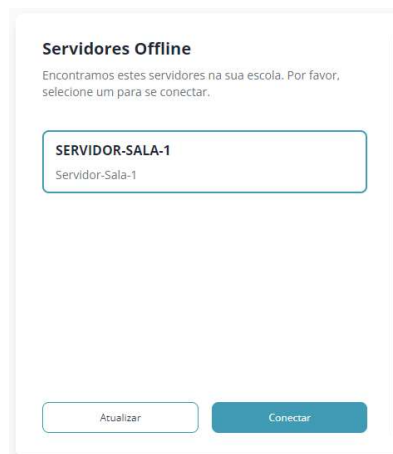 Servidores Offline
Encontramos estes servidores na sua escola. Por favor,
selecione um para se conectar.
SERVIDOR-SALA-1
Servidor-Sala-1
Atualizar
Conectar